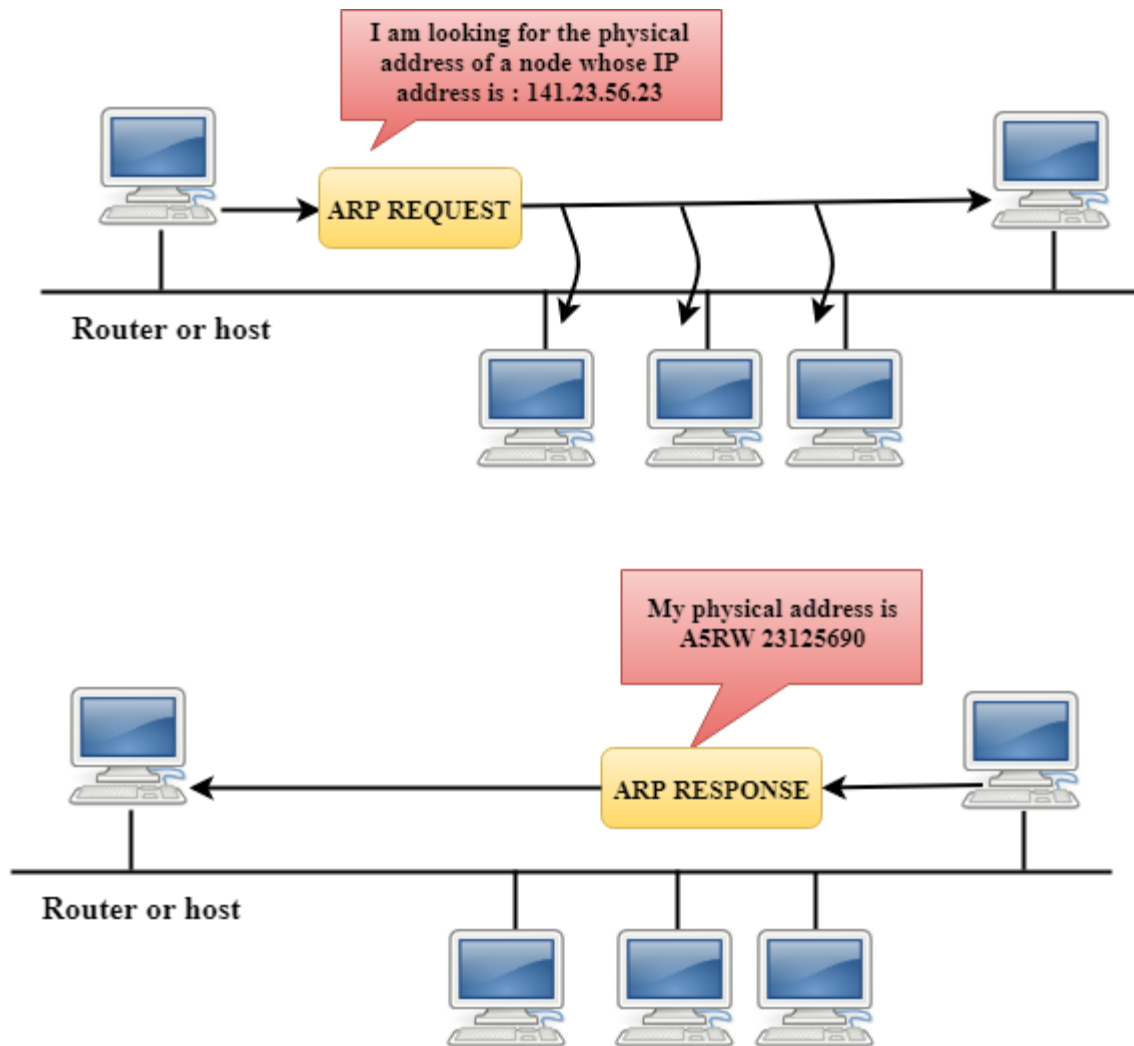 I am looking for the physical
address of a node whose IP
address is : 141.23.56.23
ARP REQUEST
Router or host
My physical address is
A5RW 23125690
ARP RESPONSE
Router or host